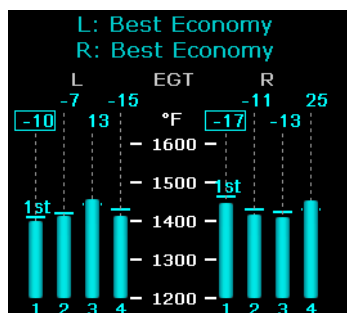 L: Best Economy
R: Best Economy
L EGT R
-7 -15 -11 25
-10 13 °F -17 -13
1600
1500
1st 1st
1400
1300
1200
1 2 3 4 1 2 3 4